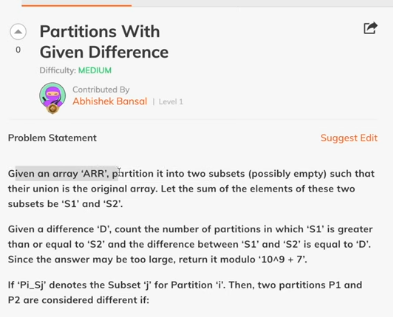 Partitions With
Given Difference
0
Difficulty: MEDIUM
Contributed By
Abhishek Bansal | Level 1
Problem Statement
Suggest Edit
Given an array ‘ARR’, partition it into two subsets (possibly empty) such that
their union is the original array. Let the sum of the elements of these two
subsets be ‘S1’ and ‘S2’.
Given a difference ‘D’, count the number of partitions in which ‘S1’ is greater
than or equal to ‘S2’ and the difference between ‘S1’ and ‘S2’ is equal to ‘D’.
Since the answer may be too large, return it modulo ‘10^9 + 7’.
If ‘Pi_Sj’ denotes the Subset ‘j’ for Partition ‘i’. Then, two partitions P1 and
P2 are considered different if: